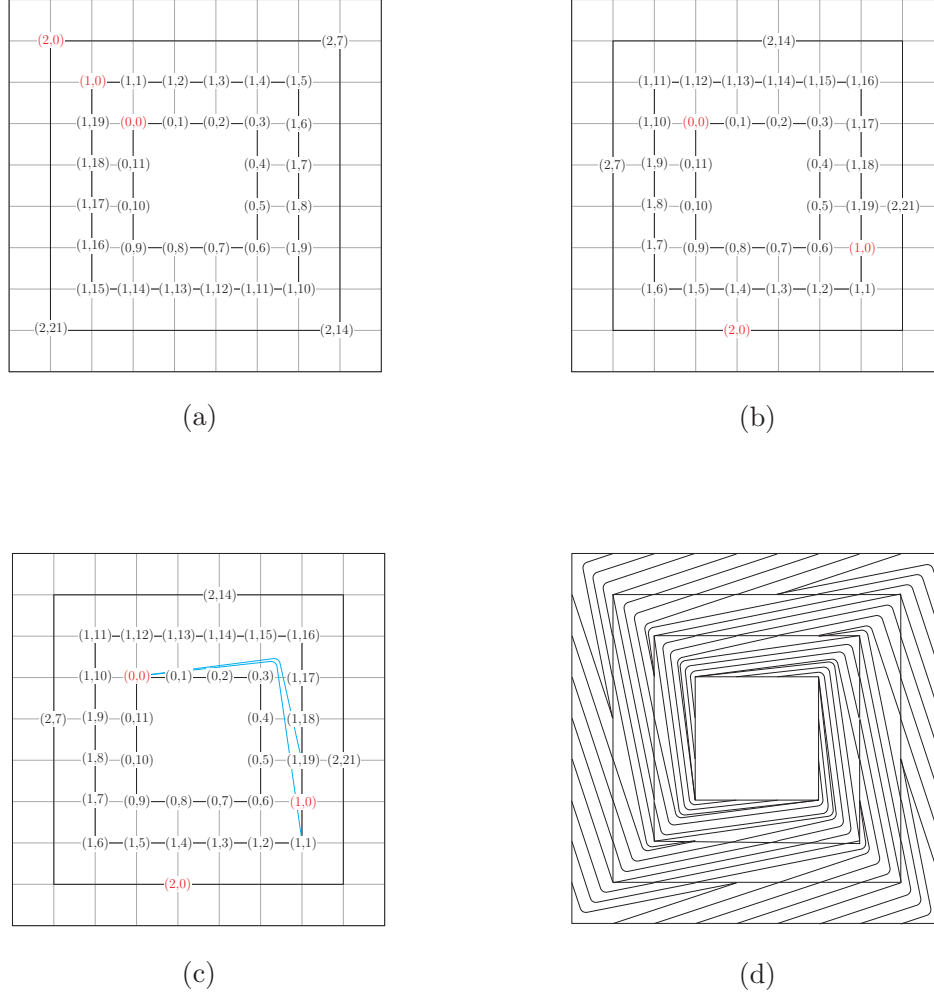 (2,0) (2,7)
(1,0) (1,1) (1,2) (1,3) (1,4) (1,5)
(1,19) (0,0) (0,1) (0,2) (0,3) (1,6)
(1,18) (0,11) (0,4) (1,7)
(1,17) (0,10) (0,5) (1,8)
(1,16) (0,9) (0,8) (0,7) (0,6) (1,9)
(1,15) (1,14) (1,13) (1,12) (1,11) (1,10)
(2,21) (2,14)
(a)
(2,14)
(1,11) (1,12) (1,13) (1,14) (1,15) (1,16)
(1,10) (0,0) (0,1) (0,2) (0,3) (1,17)
(2,7) (1,9) (0,11) (0,4) (1,18)
(1,8) (0,10) (0,5) (1,19) (2,21)
(1,7) (0,9) (0,8) (0,7) (0,6) (1,0)
(1,6) (1,5) (1,4) (1,3) (1,2) (1,1)
(2,0)
(b)
(2,14)
(1,11) (1,12) (1,13) (1,14) (1,15) (1,16)
(1,10) (0,0) (0,1) (0,2) (0,3) (1,17)
(2,7) (1,9) (0,11) (0,4) (1,18)
(1,8) (0,10) (0,5) (1,19) (2,21)
(1,7) (0,9) (0,8) (0,7) (0,6) (1,0)
(1,6) (1,5) (1,4) (1,3) (1,2) (1,1)
(2,0)
(c)
(d)